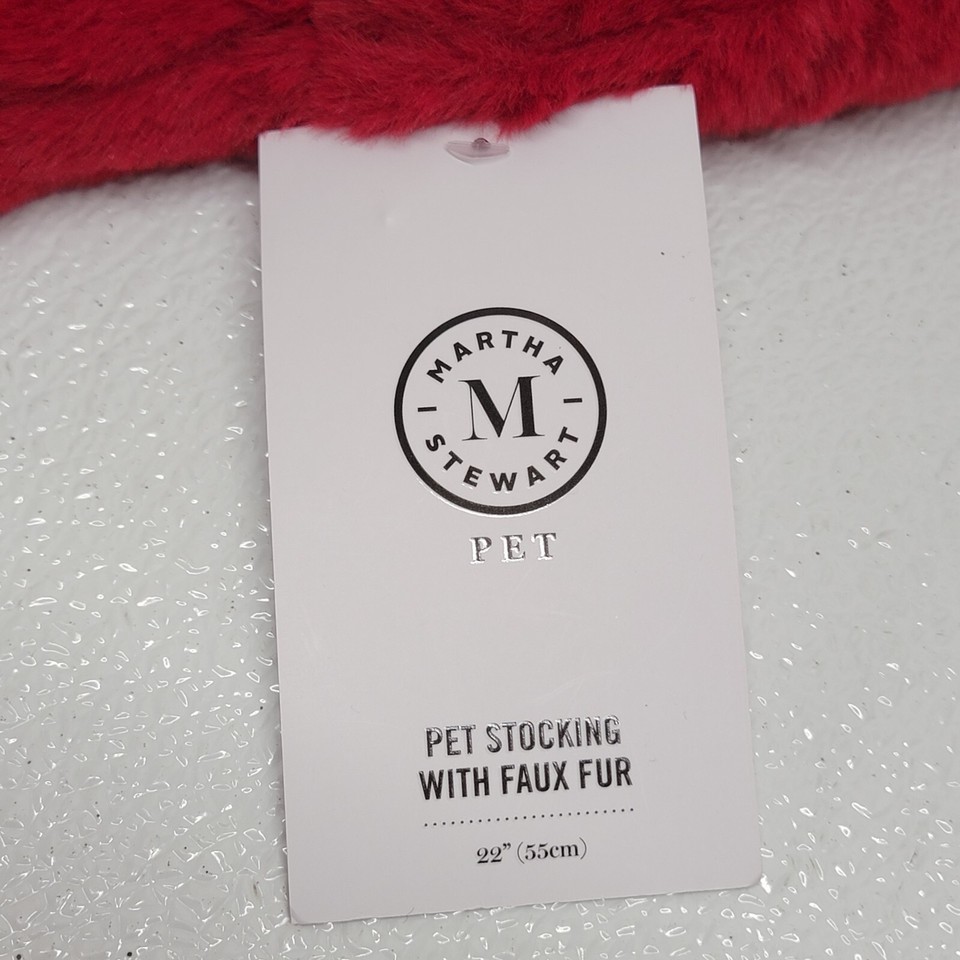 MARTHA
M
STEWART
PET
PET STOCKING
WITH FAUX FUR
22” (55cm)